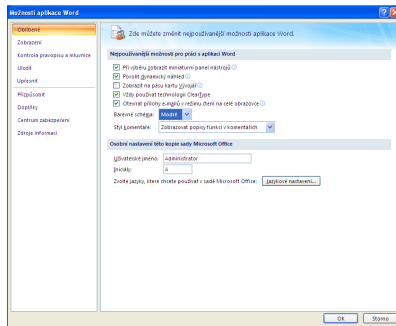 Možnosti aplikace Word
Oblíbené
Zobrazení
Kontrola pravopisu a mluvnice
Uložit
Upřesnit
Přizpůsobit
Doplňky
Centrum zabezpečení
Zdroje informací
Zde můžete změnit nejpoužívanější možnosti aplikace Word.
Nejpoužívanější možnosti pro práci s aplikací Word
Při výběru zobrazit miniaturní panel nástrojů
Povolit dynamický náhled
Zobrazit na pásu kartu Vývojář
Vždy používat technologii ClearType
Otevírat přílohy e-mailů v režimu čtení na celé obrazovce
Barevné schéma: Modré
Styl komentáře: Zobrazovat popisy funkcí v komentářích
Osobní nastavení této kopie sady Microsoft Office
Uživatelské jméno: Administrator
Iniciály: A
Zvolte jazyky, které chcete používat v sadě Microsoft Office: Jazykové nastavení...
OK Storno